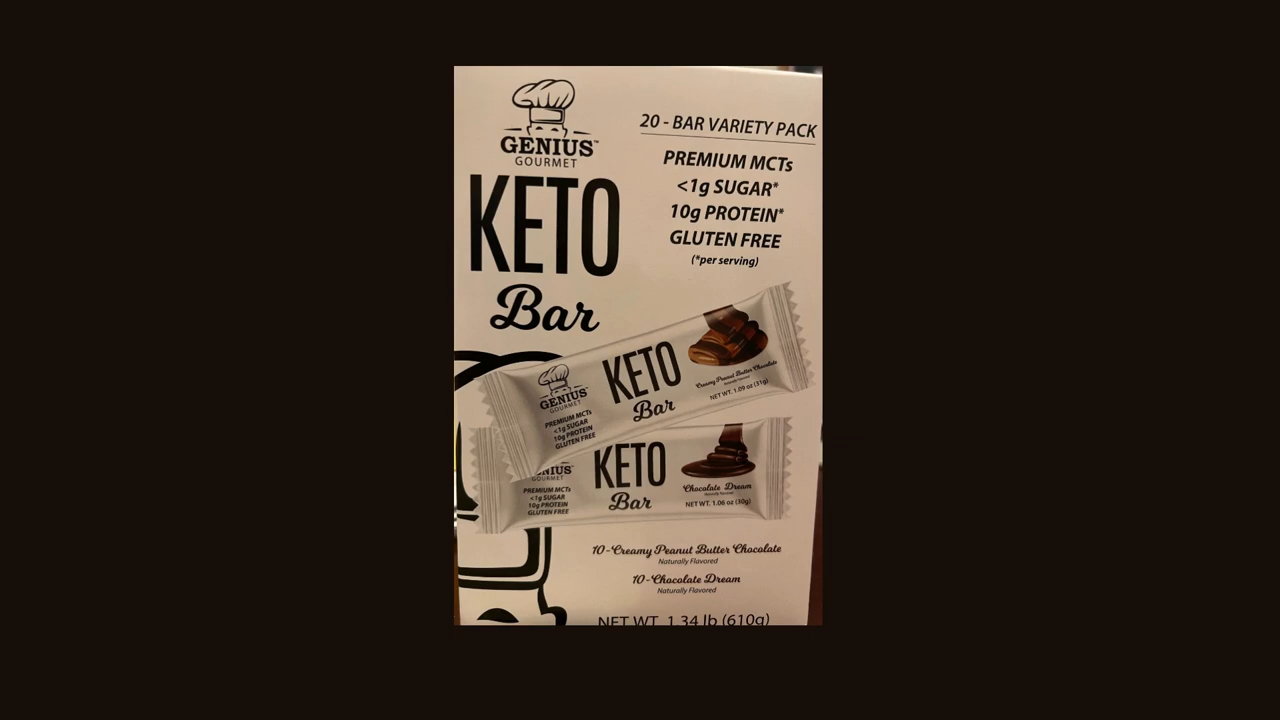 GENIUS™
GOURMET
KETO
Bar
20 - BAR VARIETY PACK
PREMIUM MCTs
<1g SUGAR*
10g PROTEIN*
GLUTEN FREE
(*per serving)
GENIUS
GOURMET
PREMIUM MCTs
<1g SUGAR
10g PROTEIN
GLUTEN FREE
KETO
Bar
Creamy Peanut Butter Chocolate
Naturally Flavored
NET WT. 1.09 oz (31g)
NIUS
GOURMET
PREMIUM MCTs
<1g SUGAR
10g PROTEIN
GLUTEN FREE
KETO
Bar
Chocolate Dream
Naturally Flavored
NET WT. 1.06 oz (30g)
10-Creamy Peanut Butter Chocolate
Naturally Flavored
10-Chocolate Dream
Naturally Flavored
NET WT. 1.34 lb (610g)